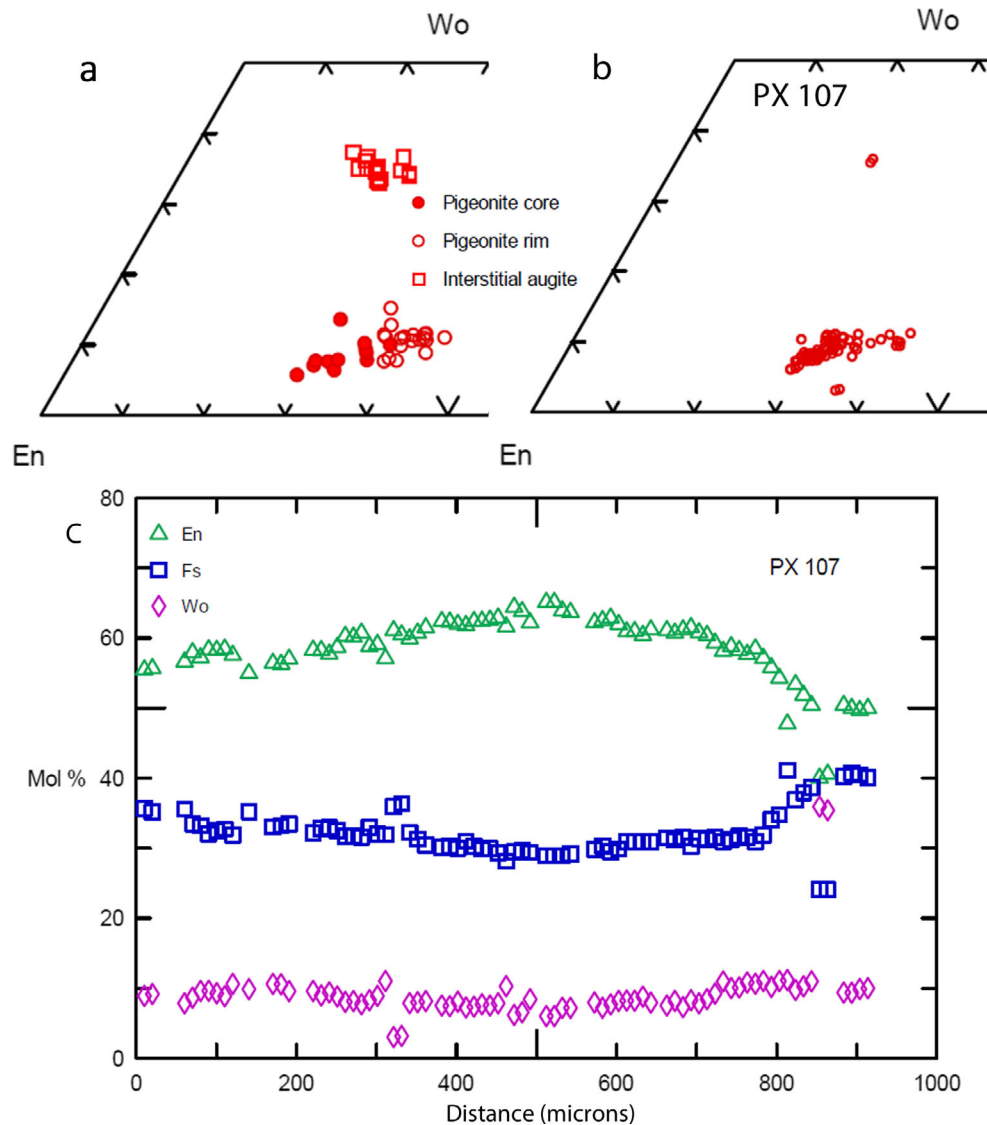 Wo
a
Pigeonite core
Pigeonite rim
Interstitial augite
En
Wo
b
PX 107
En
C
80
En
Fs
Wo
PX 107
60
Mol %
40
20
0
0
200
400
600
800
1000
Distance (microns)